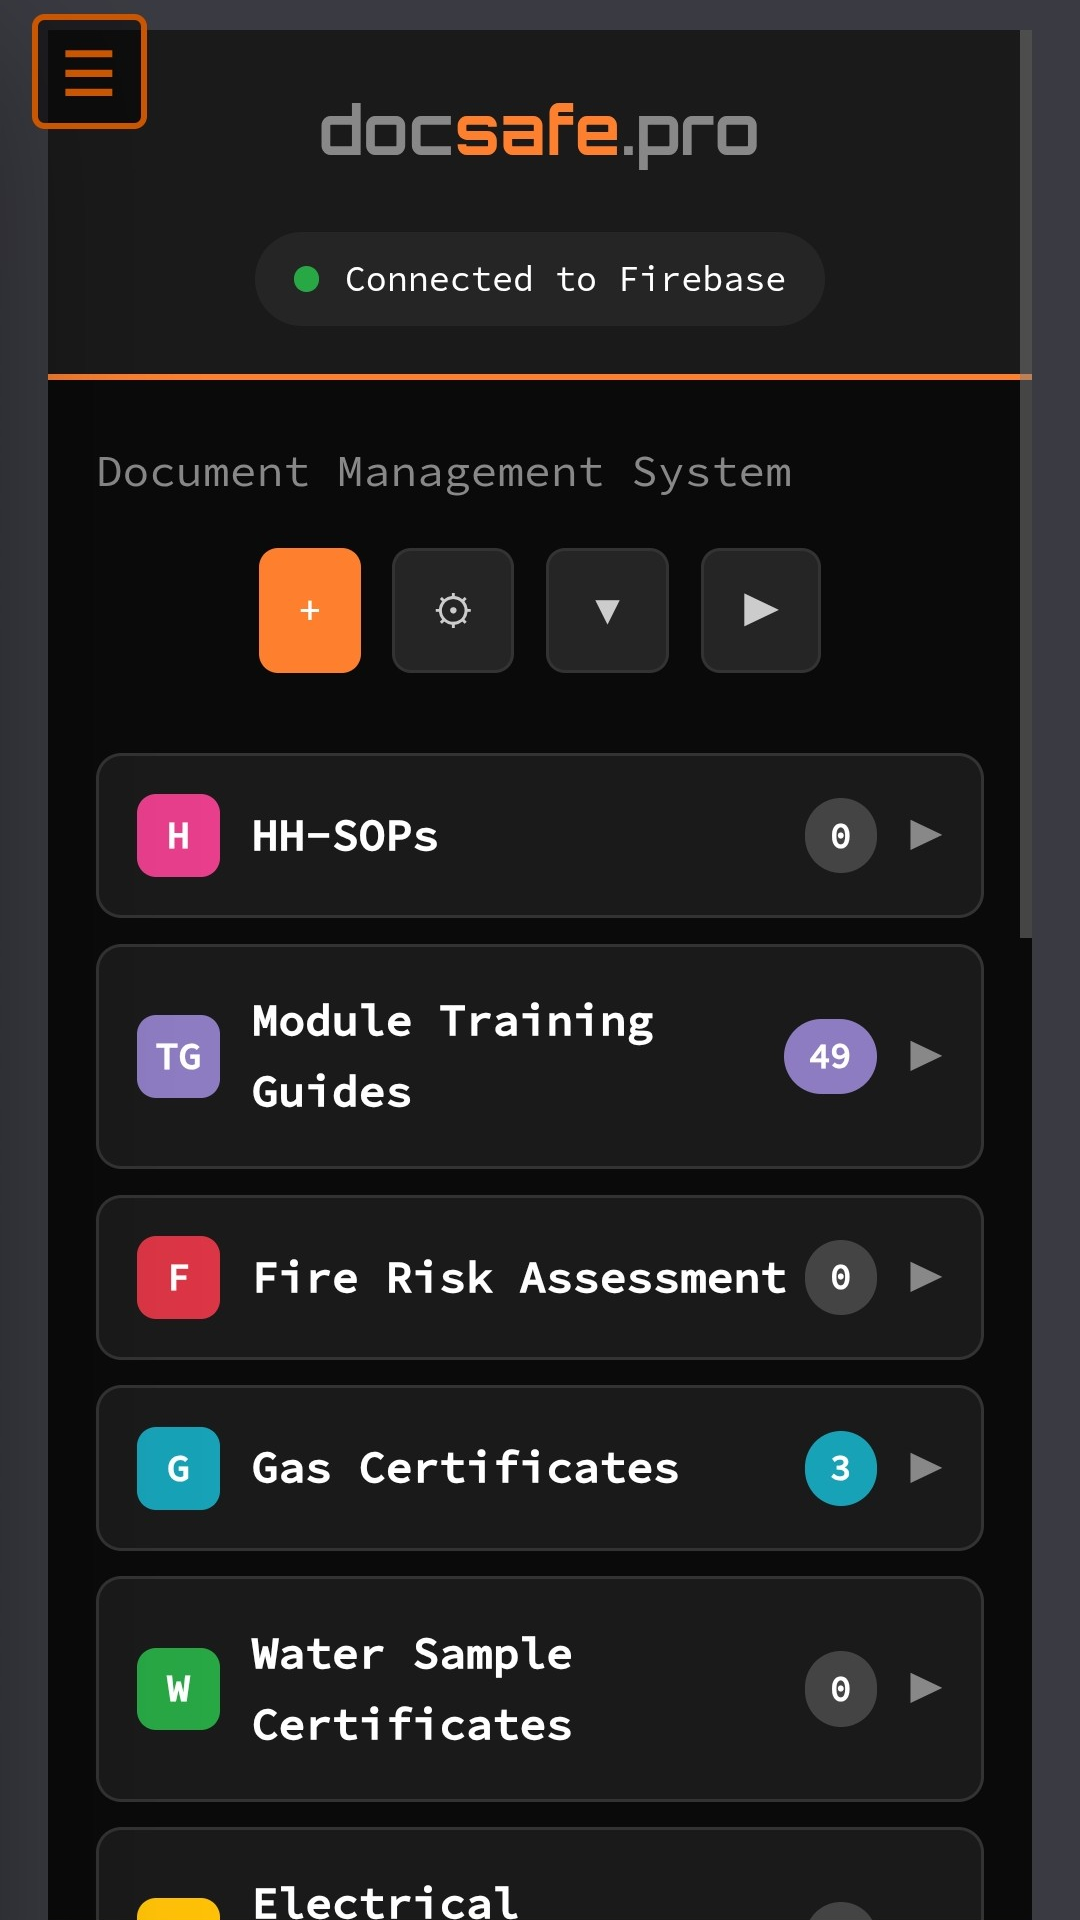 docsafe.pro
Connected to Firebase
Document Management System
+
H HH-SOPs 0
TG Module Training
Guides 49
F Fire Risk Assessment 0
G Gas Certificates 3
W Water Sample
Certificates 0
Electrical